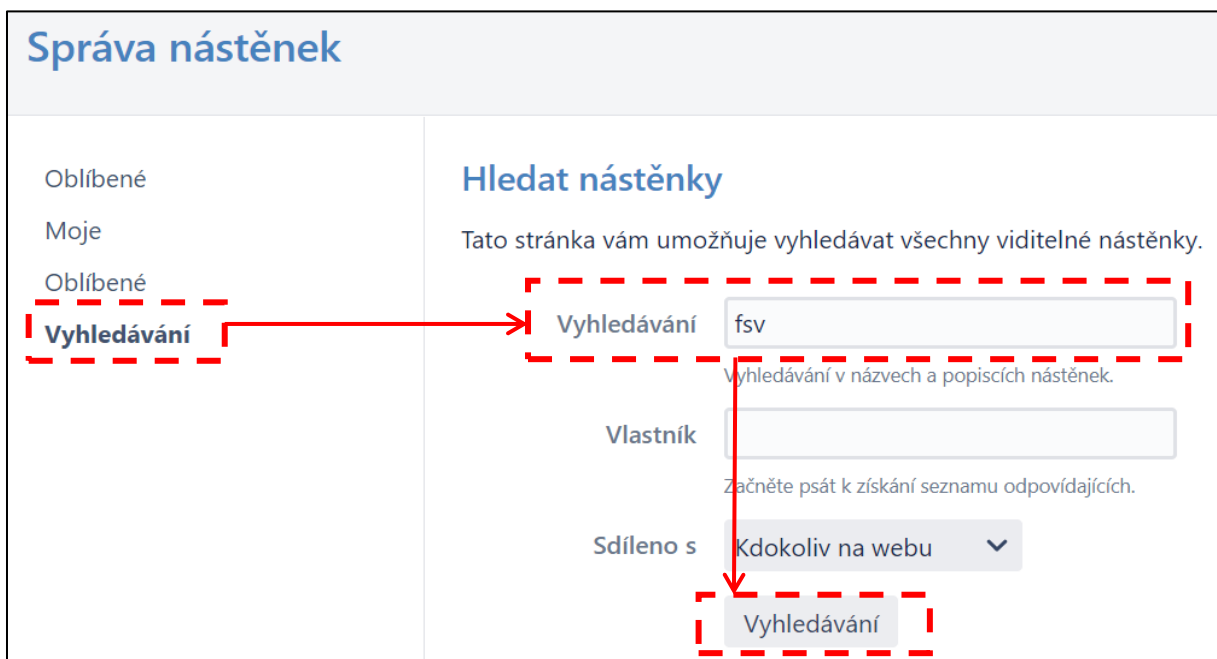 Správa nástěnek
Oblíbené
Moje
Oblíbené
Vyhledávání
Hledat nástěnky
Tato stránka vám umožňuje vyhledávat všechny viditelné nástěnky.
Vyhledávání fsv
Vyhledávání v názvech a popiscích nástěnek.
Vlastník
Začněte psát k získání seznamu odpovídajících.
Sdíleno s Kdokoliv na webu
Vyhledávání